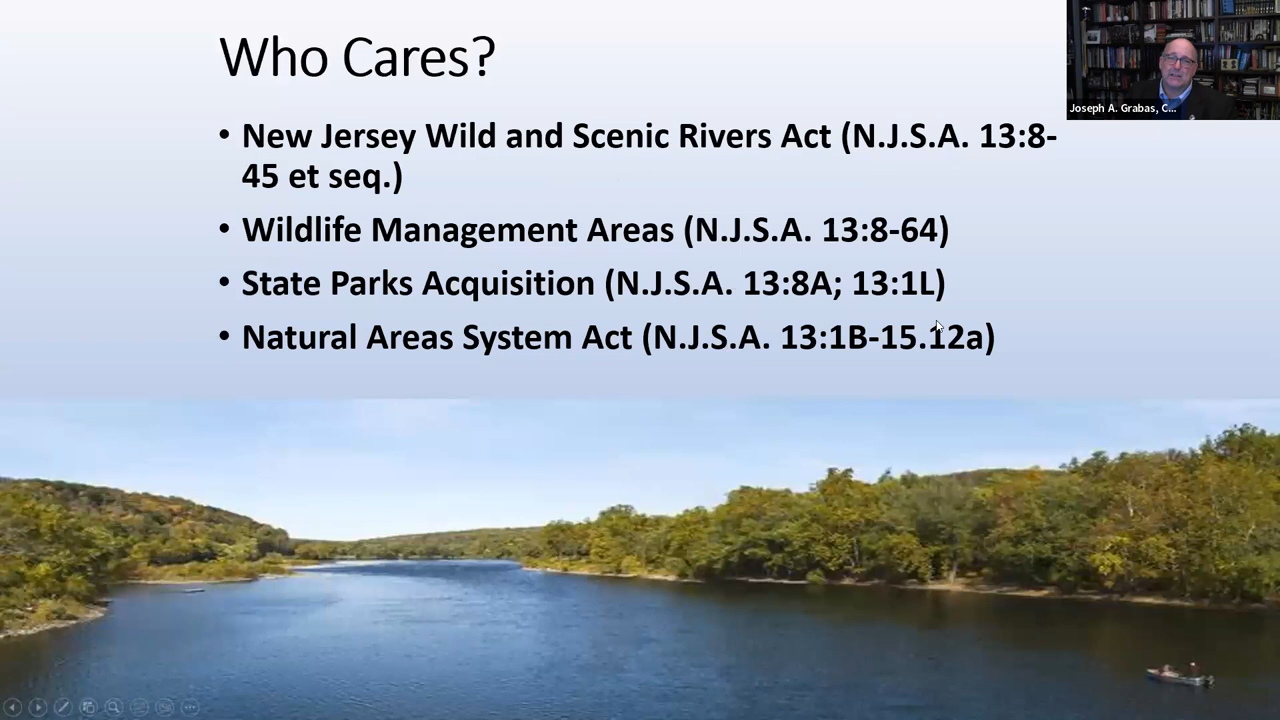 Who Cares?
• New Jersey Wild and Scenic Rivers Act (N.J.S.A. 13:8-
45 et seq.)
• Wildlife Management Areas (N.J.S.A. 13:8-64)
• State Parks Acquisition (N.J.S.A. 13:8A; 13:1L)
• Natural Areas System Act (N.J.S.A. 13:1B-15.12a)
Joseph A. Grabas, C...